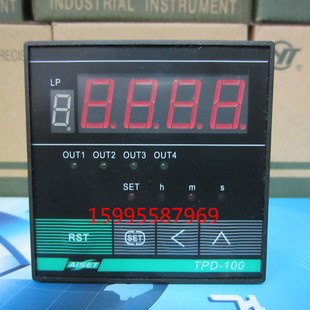 INDUSTRIAL INSTRUMENT
LP
8 8.8.8.8
OUT1 OUT2 OUT3 OUT4
SET h m s
15995587969
RST SET
AISET TPD-100